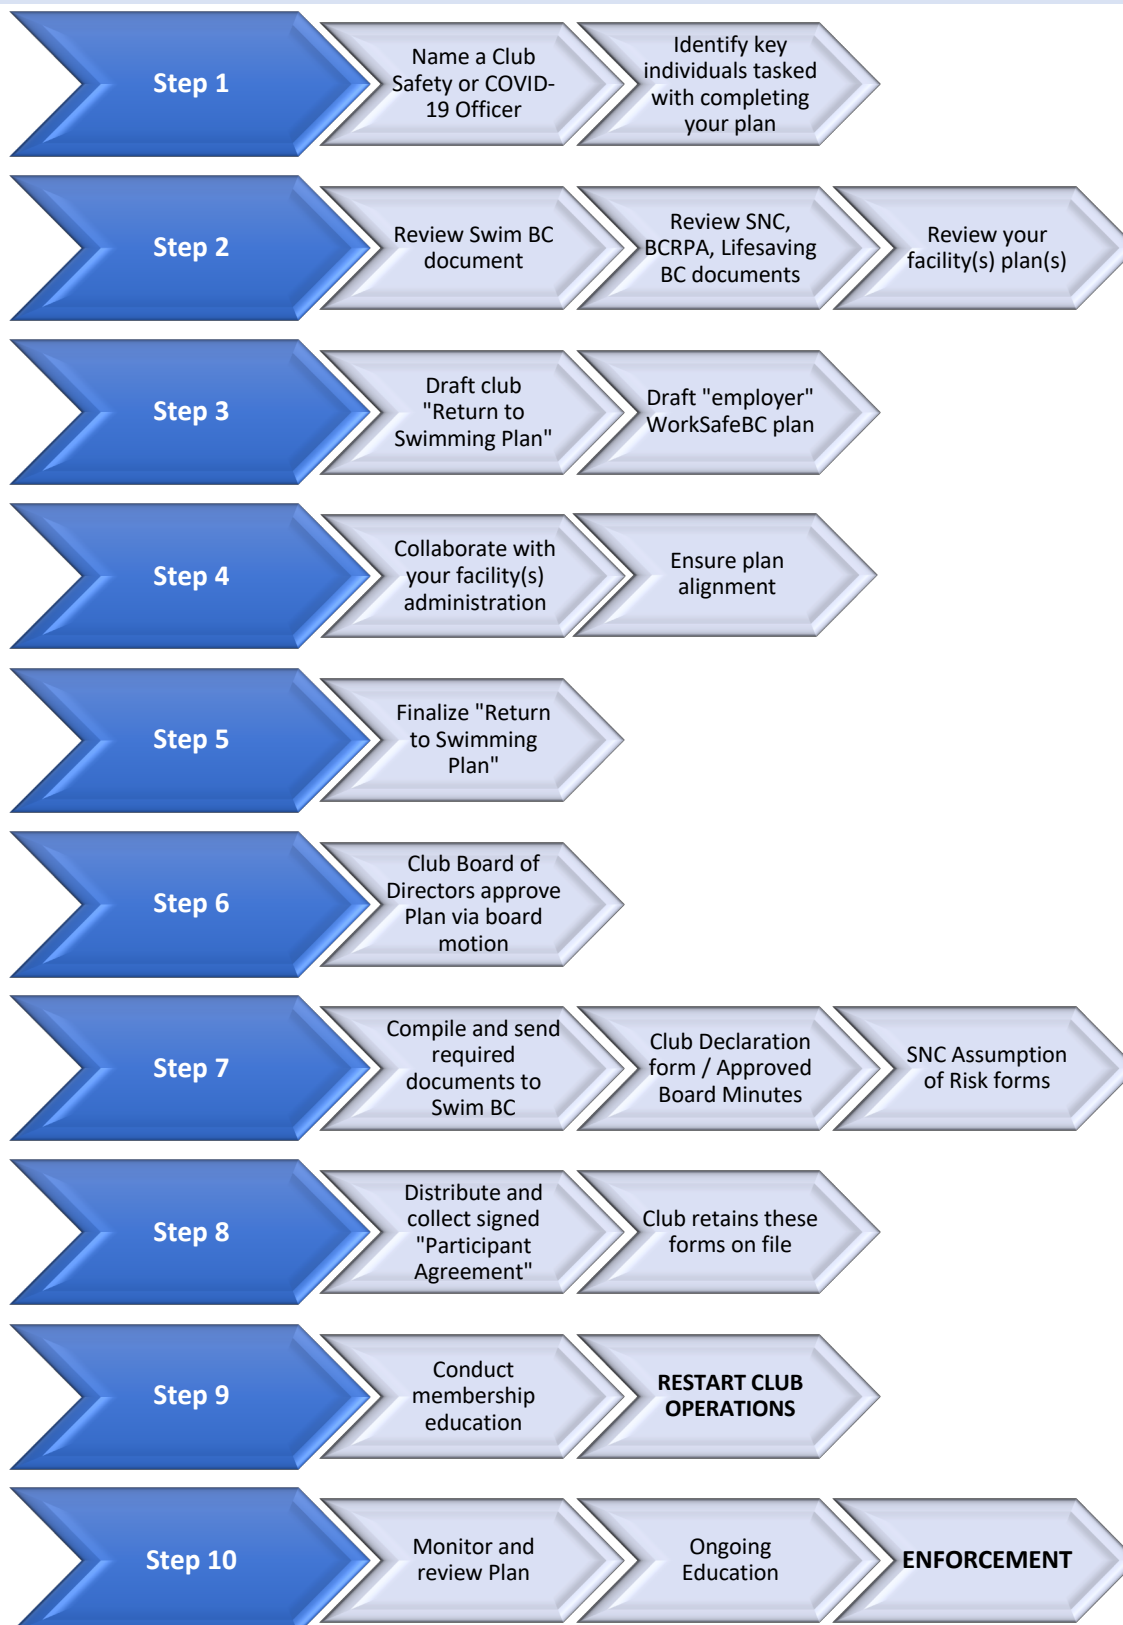 Step 1
Name a Club
Safety or COVID-
19 Officer
Identify key
individuals tasked
with completing
your plan
Step 2
Review Swim BC
document
Review SNC,
BCRPA, Lifesaving
BC documents
Review your
facility(s) plan(s)
Step 3
Draft club
"Return to
Swimming Plan"
Draft "employer"
WorkSafeBC plan
Step 4
Collaborate with
your facility(s)
administration
Ensure plan
alignment
Step 5
Finalize "Return
to Swimming
Plan"
Step 6
Club Board of
Directors approve
Plan via board
motion
Step 7
Compile and send
required
documents to
Swim BC
Club Declaration
form / Approved
Board Minutes
SNC Assumption
of Risk forms
Step 8
Distribute and
collect signed
"Participant
Agreement"
Club retains these
forms on file
Step 9
Conduct
membership
education
RESTART CLUB
OPERATIONS
Step 10
Monitor and
review Plan
Ongoing
Education
ENFORCEMENT